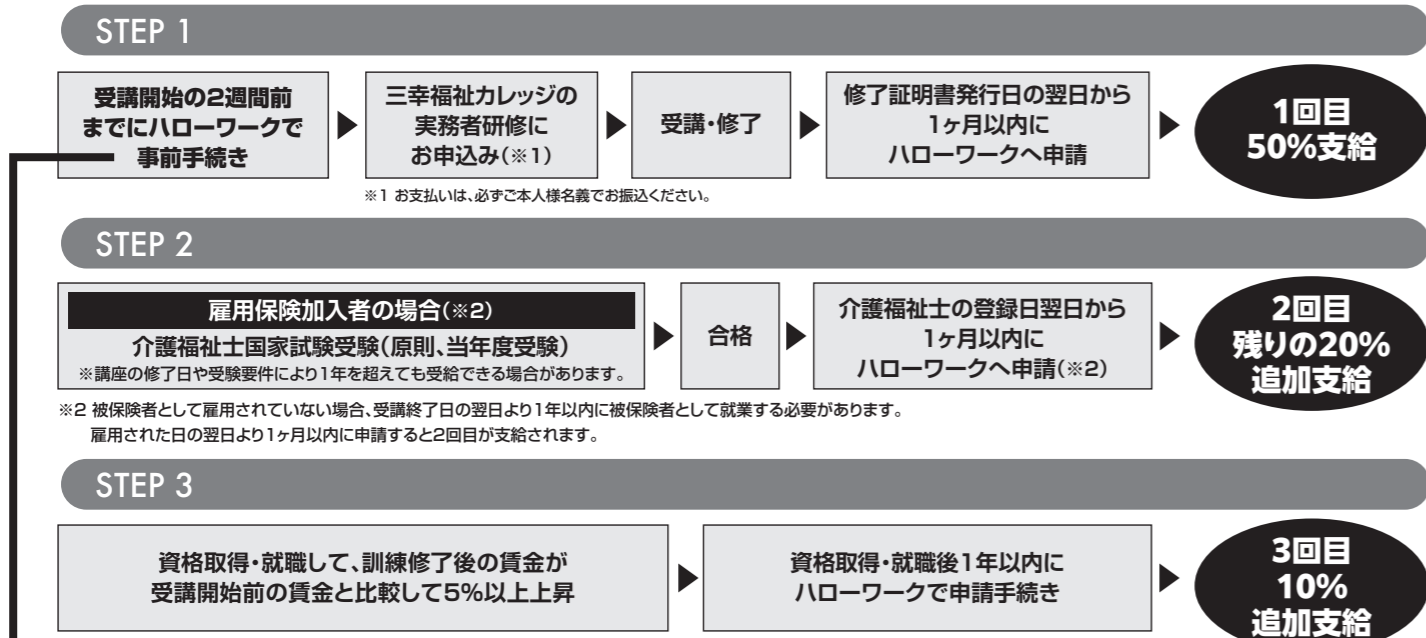 STEP 1
受講開始の2週間前
までにハローワークで
事前手続き
三幸福祉カレッジの
実務者研修に
お申込み(※1)
受講・修了
修了証明書発行日の翌日から
1ヶ月以内に
ハローワークへ申請
1回目
50%支給
※1 お支払いは、必ずご本人様名義でお振込ください。
STEP 2
雇用保険加入者の場合(※2)
介護福祉士国家試験受験(原則、当年度受験)
※講座の修了日や受験要件により1年を超えても受給できる場合があります。
合格
介護福祉士の登録日翌日から
1ヶ月以内に
ハローワークへ申請(※2)
2回目
残りの20%
追加支給
※2 被保険者として雇用されていない場合、受講終了日の翌日より1年以内に被保険者として就業する必要があります。
雇用された日の翌日より1ヶ月以内に申請すると2回目が支給されます。
STEP 3
資格取得・就職して、訓練修了後の賃金が
受講開始前の賃金と比較して5%以上上昇
資格取得・就職後1年以内に
ハローワークで申請手続き
3回目
10%
追加支給